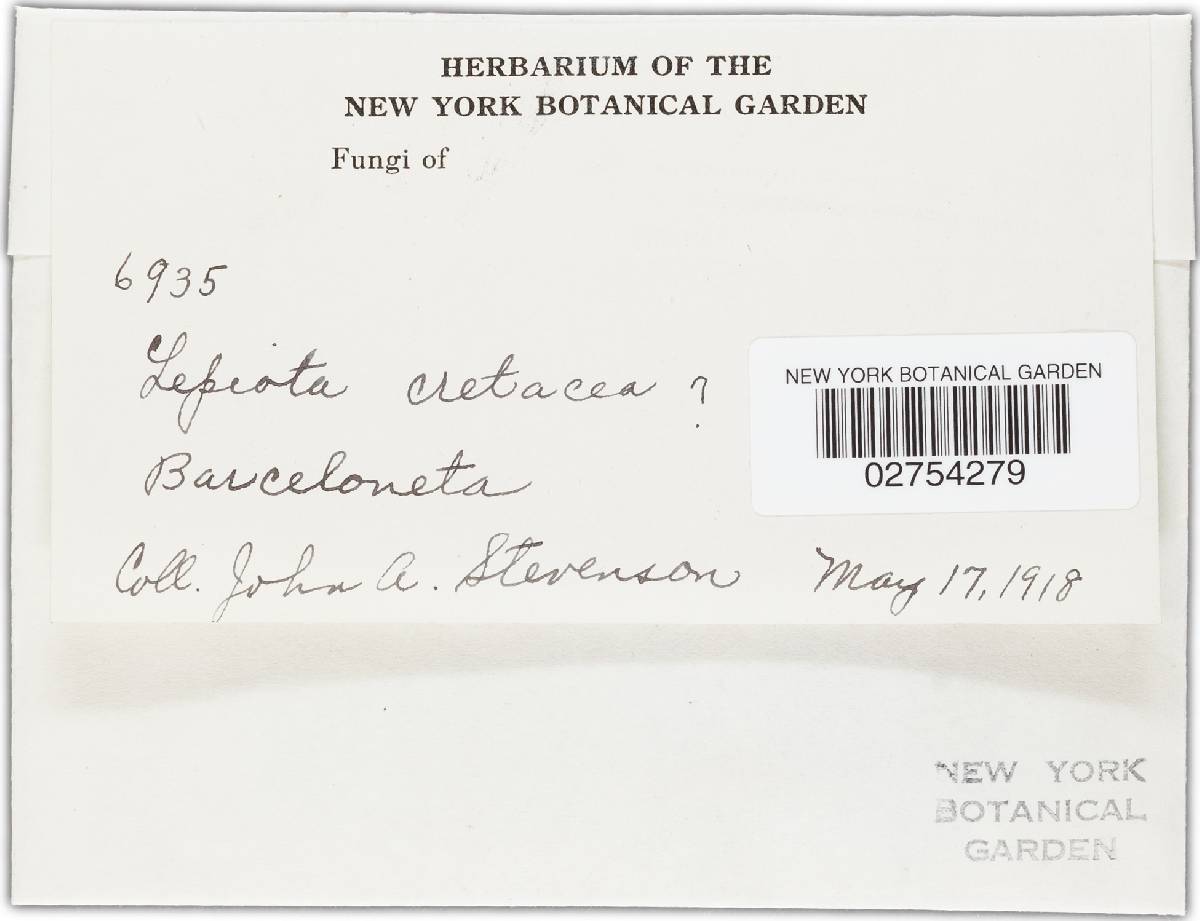 HERBARIUM OF THE
NEW YORK BOTANICAL GARDEN
Fungi of
6935
Lepiota cretacea ?
Barceloneta
Coll. John A. Stevenson May 17, 1918
NEW YORK BOTANICAL GARDEN
02754279
NEW YORK
BOTANICAL
GARDEN